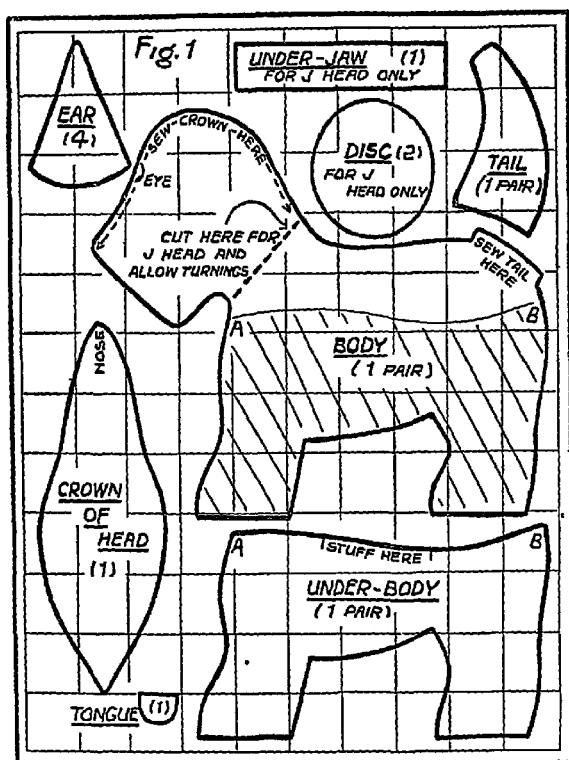 Fig. 1
UNDER-JAW (1)
FOR J HEAD ONLY
EAR
(4)
SEW-CROWN-HERE
EYE
DISC (2)
FOR J
HEAD ONLY
TAIL
(1 PAIR)
CUT HERE FOR
J HEAD AND
ALLOW TURNINGS
SEW TAIL
HERE
A
B
BODY
(1 PAIR)
NOSE
CROWN
OF
HEAD
(1)
A
STUFF HERE
B
UNDER-BODY
(1 PAIR)
TONGUE (1)